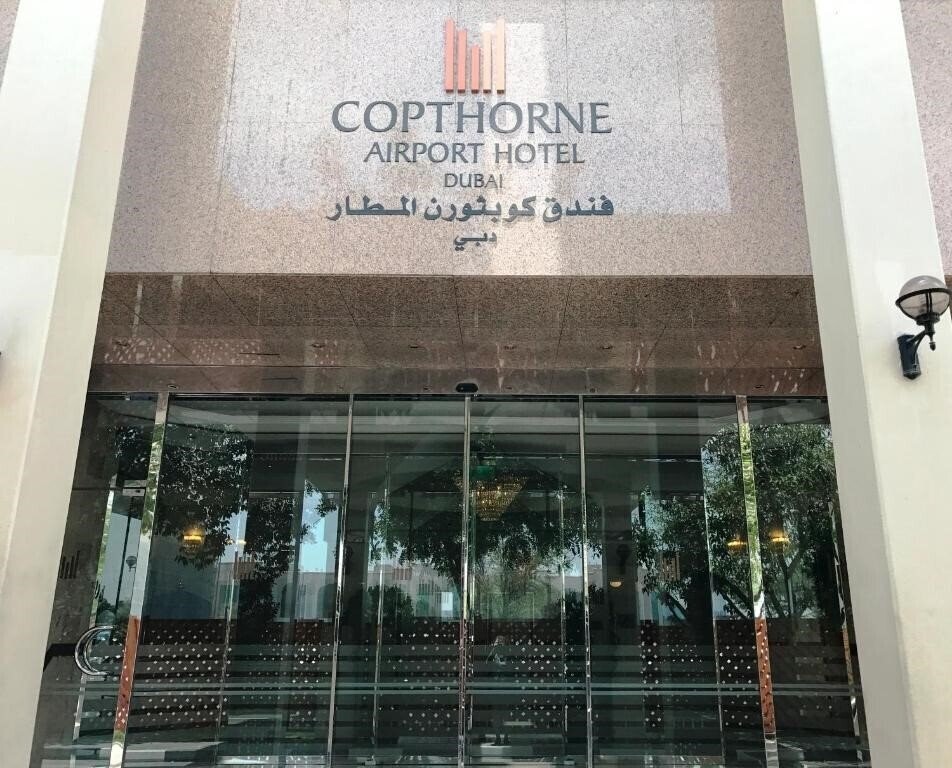 COPTHORNE
AIRPORT HOTEL
DUBAI
فندق كوبثورن المطار
دبي